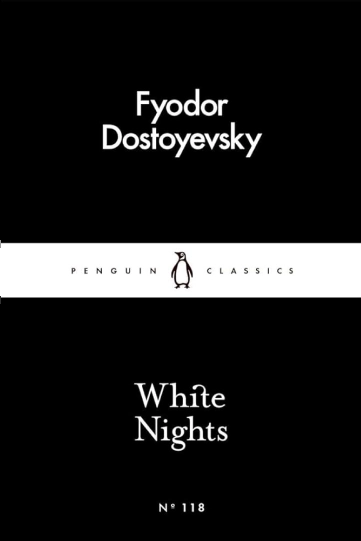 Fyodor
Dostoyevsky
PENGUIN CLASSICS
White
Nights
Nº 118